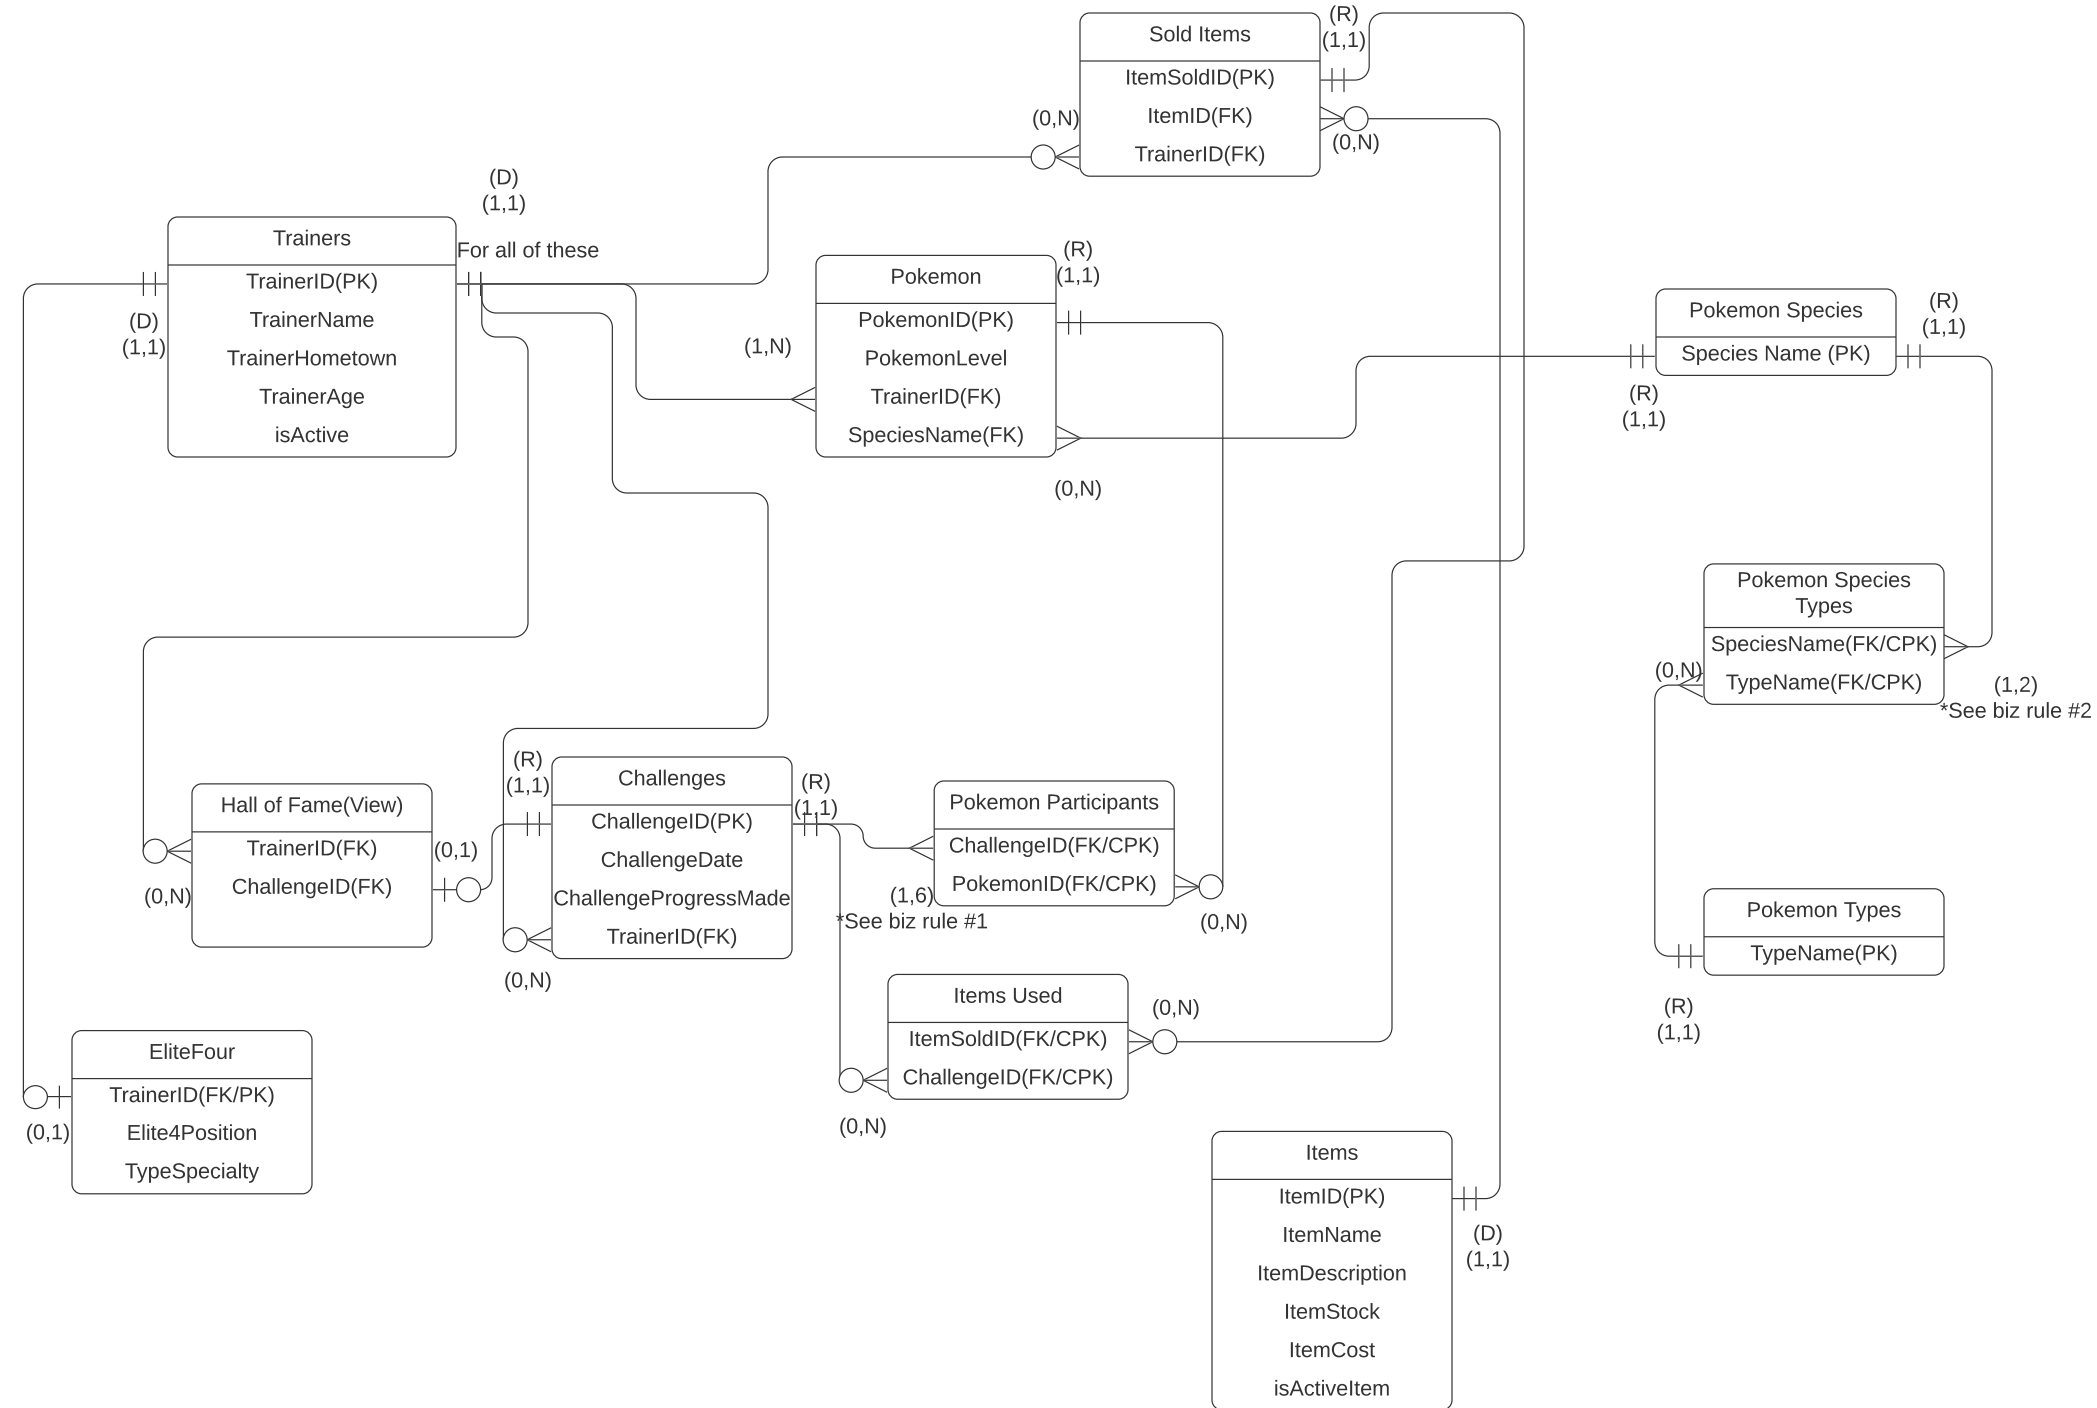 Sold Items
ItemSoldID(PK)
ItemID(FK)
TrainerID(FK)
(R)
(1,1)
(0,N)
(0,N)
(D)
(1,1)
For all of these
Trainers
TrainerID(PK)
TrainerName
TrainerHometown
TrainerAge
isActive
(D)
(1,1)
Pokemon
PokemonID(PK)
PokemonLevel
TrainerID(FK)
SpeciesName(FK)
(R)
(1,1)
(1,N)
(0,N)
Pokemon Species
Species Name (PK)
(R)
(1,1)
(R)
(1,1)
Pokemon Species
Types
SpeciesName(FK/CPK)
TypeName(FK/CPK)
(0,N)
(1,2)
*See biz rule #2
Hall of Fame(View)
TrainerID(FK)
ChallengeID(FK)
(0,N)
(0,1)
(R)
(1,1)
Challenges
ChallengeID(PK)
ChallengeDate
ChallengeProgressMade
TrainerID(FK)
(0,N)
(R)
(1,1)
Pokemon Participants
ChallengeID(FK/CPK)
PokemonID(FK/CPK)
(1,6)
*See biz rule #1
(0,N)
Pokemon Types
TypeName(PK)
(R)
(1,1)
Items Used
ItemSoldID(FK/CPK)
ChallengeID(FK/CPK)
(0,N)
(0,N)
EliteFour
TrainerID(FK/PK)
Elite4Position
TypeSpecialty
(0,1)
Items
ItemID(PK)
ItemName
ItemDescription
ItemStock
ItemCost
isActiveItem
(D)
(1,1)